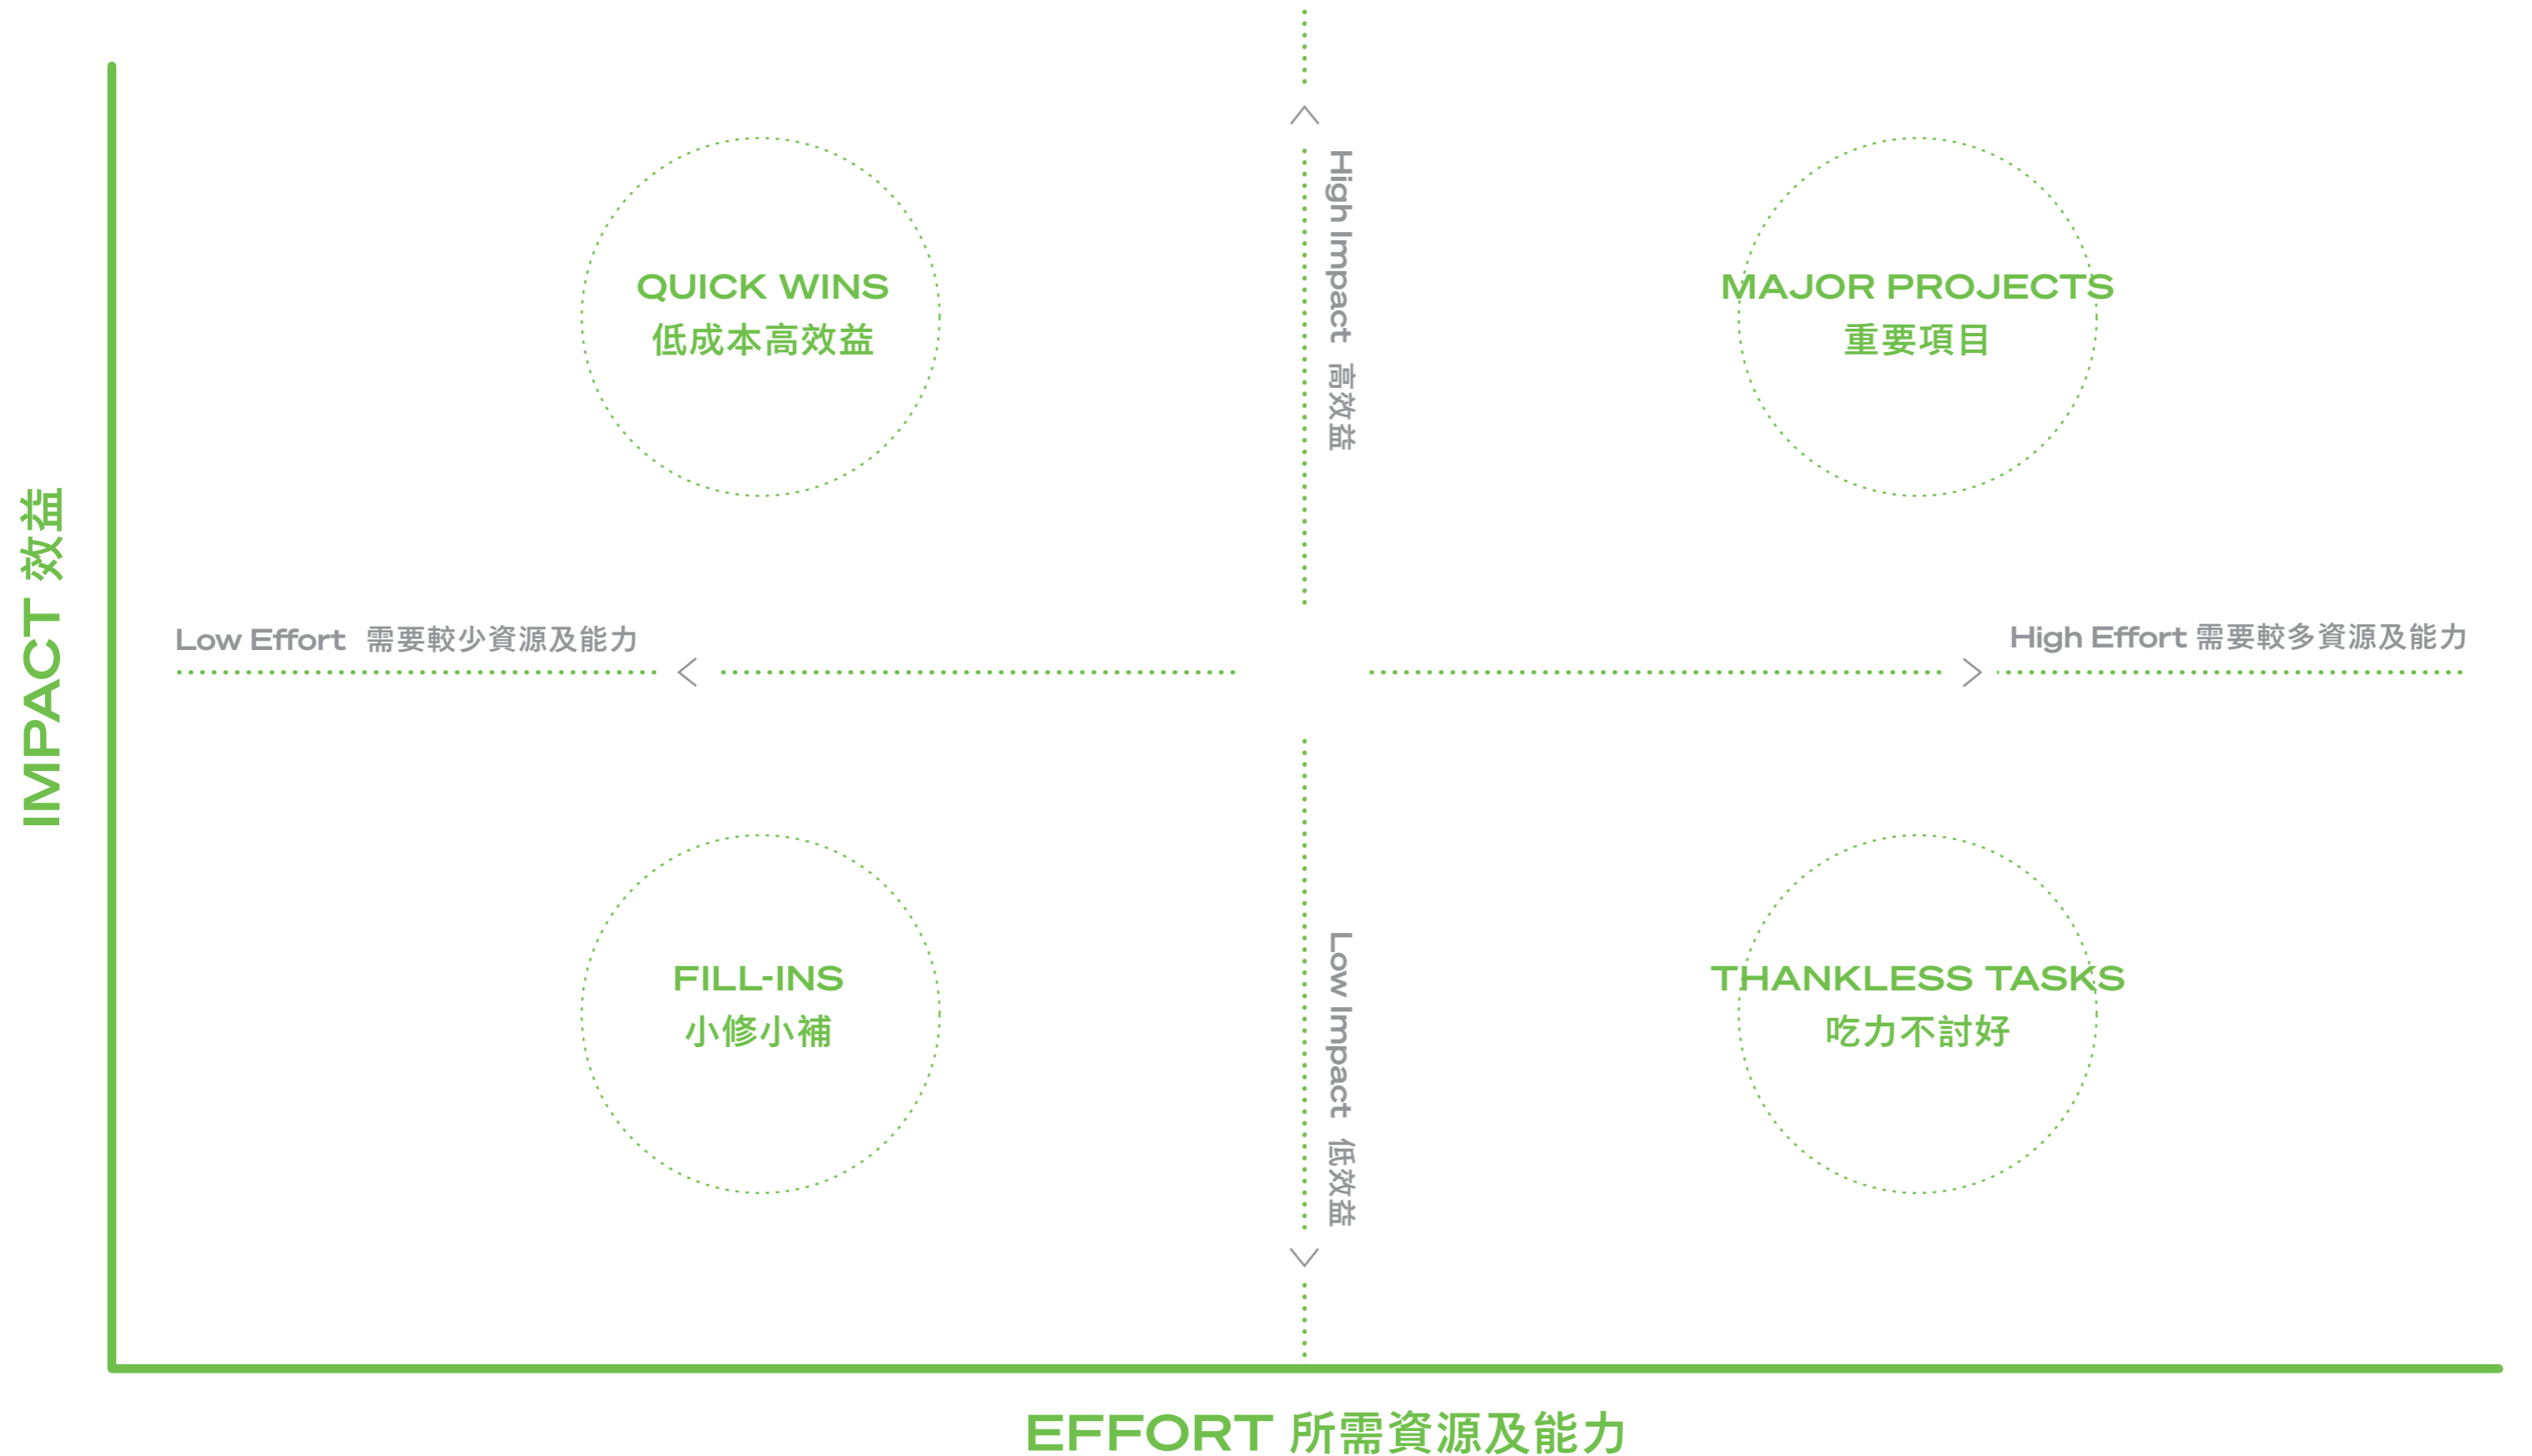 High Impact 高效益
QUICK WINS
低成本高效益
MAJOR PROJECTS
重要項目
IMPACT 效益
Low Effort 需要較少資源及能力
High Effort 需要較多資源及能力
FILL-INS
小修小補
Low Impact 低效益
THANKLESS TASKS
吃力不討好
EFFORT 所需資源及能力